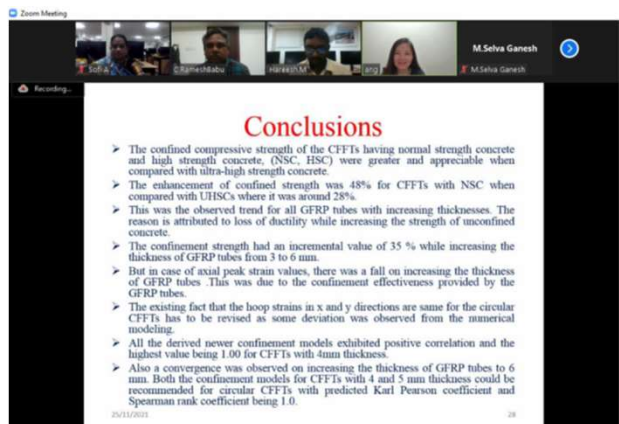 Zoom Meeting
Sofi A
C.RameshBabu
Hareesh.M
ang
M.Selva Ganesh
M.Selva Ganesh
Recording...
Conclusions
➢ The confined compressive strength of the CFFTs having normal strength concrete
and high strength concrete, (NSC, HSC) were greater and appreciable when
compared with ultra-high strength concrete.
➢ The enhancement of confined strength was 48% for CFFTs with NSC when
compared with UHSCs where it was around 28%.
➢ This was the observed trend for all GFRP tubes with increasing thicknesses. The
reason is attributed to loss of ductility while increasing the strength of unconfined
concrete.
➢ The confinement strength had an incremental value of 35 % while increasing the
thickness of GFRP tubes from 3 to 6 mm.
➢ But in case of axial peak strain values, there was a fall on increasing the thickness
of GFRP tubes .This was due to the confinement effectiveness provided by the
GFRP tubes.
➢ The existing fact that the hoop strains in x and y directions are same for the circular
CFFTs has to be revised as some deviation was observed from the numerical
modeling.
➢ All the derived newer confinement models exhibited positive correlation and the
highest value being 1.00 for CFFTs with 4mm thickness.
➢ Also a convergence was observed on increasing the thickness of GFRP tubes to 6
mm. Both the confinement models for CFFTs with 4 and 5 mm thickness could be
recommended for circular CFFTs with predicted Karl Pearson coefficient and
Spearman rank coefficient being 1.0.
25/11/2021
28